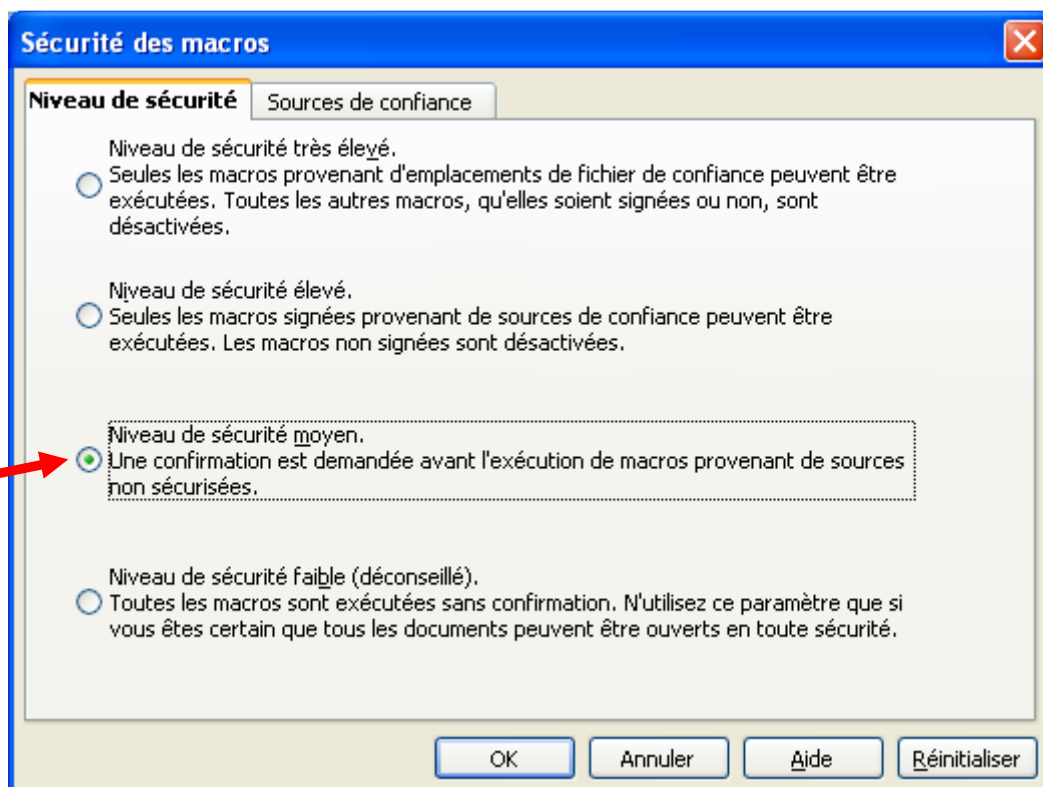 Sécurité des macros
Niveau de sécurité
Sources de confiance
Niveau de sécurité très élevé.
Seules les macros provenant d'emplacements de fichier de confiance peuvent être
exécutées. Toutes les autres macros, qu'elles soient signées ou non, sont
désactivées.
Niveau de sécurité élevé.
Seules les macros signées provenant de sources de confiance peuvent être
exécutées. Les macros non signées sont désactivées.
Niveau de sécurité moyen.
Une confirmation est demandée avant l'exécution de macros provenant de sources
non sécurisées.
Niveau de sécurité faible (déconseillé).
Toutes les macros sont exécutées sans confirmation. N'utilisez ce paramètre que si
vous êtes certain que tous les documents peuvent être ouverts en toute sécurité.
OK
Annuler
Aide
Réinitialiser